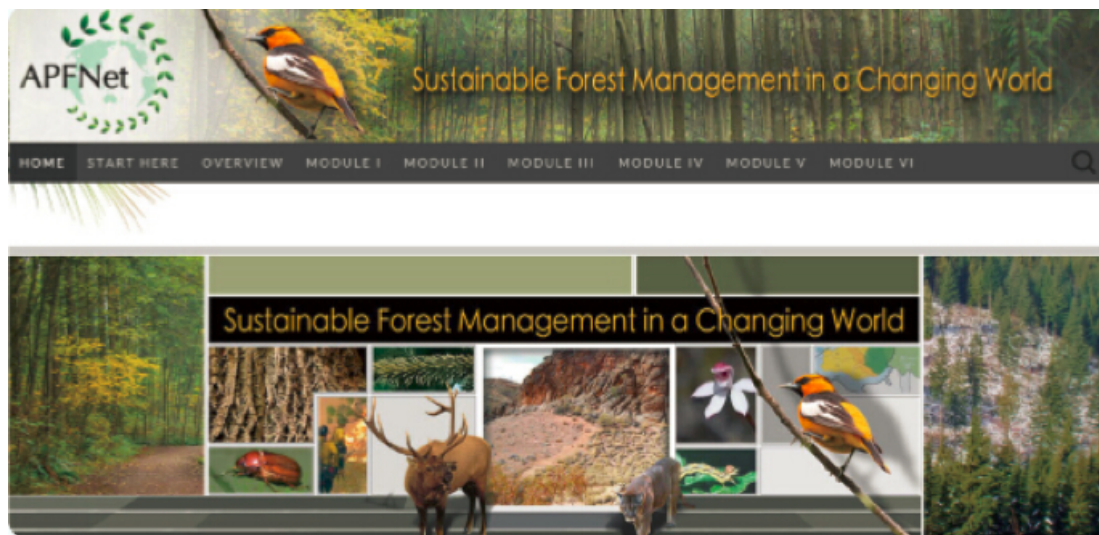 APFNet
Sustainable Forest Management in a Changing World
HOME START HERE OVERVIEW MODULE I MODULE II MODULE III MODULE IV MODULE V MODULE VI
Sustainable Forest Management in a Changing World